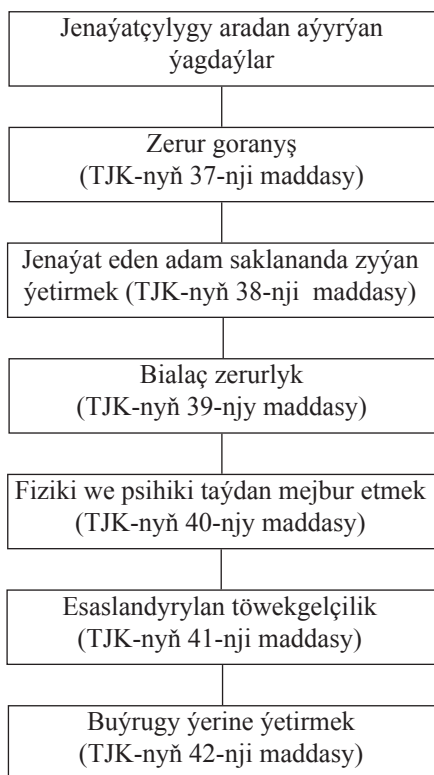 Jenaýatçylygy aradan aýyrýan
ýagdaýlar
Zerur goranyş
(TJK-nyň 37-nji maddasy)
Jenaýat eden adam saklananda zyýan
ýetirmek (TJK-nyň 38-nji maddasy)
Bialaç zerurlyk
(TJK-nyň 39-njy maddasy)
Fiziki we psihiki taýdan mejbur etmek
(TJK-nyň 40-njy maddasy)
Esaslandyrylan töwekgelçilik
(TJK-nyň 41-nji maddasy)
Buýrugy ýerine ýetirmek
(TJK-nyň 42-nji maddasy)